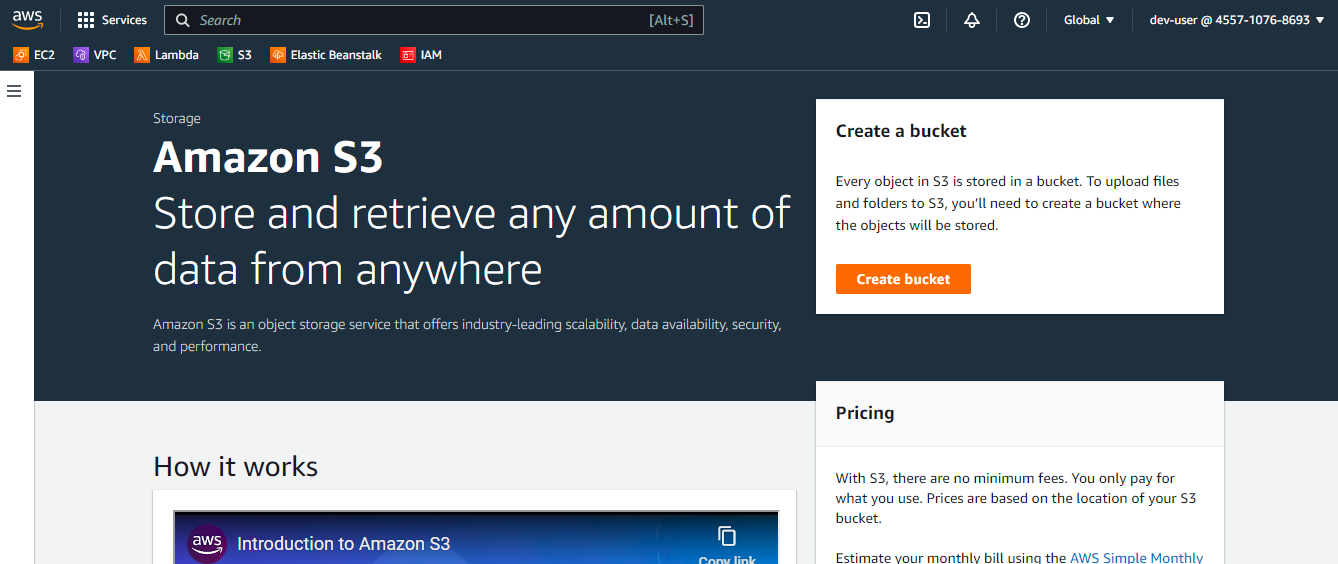 aws
Services
Search
[Alt+S]
Global
dev-user @ 4557-1076-8693
EC2
VPC
Lambda
S3
Elastic Beanstalk
IAM
Storage
Amazon S3
Store and retrieve any amount of
data from anywhere
Amazon S3 is an object storage service that offers industry-leading scalability, data availability, security,
and performance.
Create a bucket
Every object in S3 is stored in a bucket. To upload files
and folders to S3, you’ll need to create a bucket where
the objects will be stored.
Create bucket
How it works
aws
Introduction to Amazon S3
Copy link
Pricing
With S3, there are no minimum fees. You only pay for
what you use. Prices are based on the location of your S3
bucket.
Estimate your monthly bill using the AWS Simple Monthly